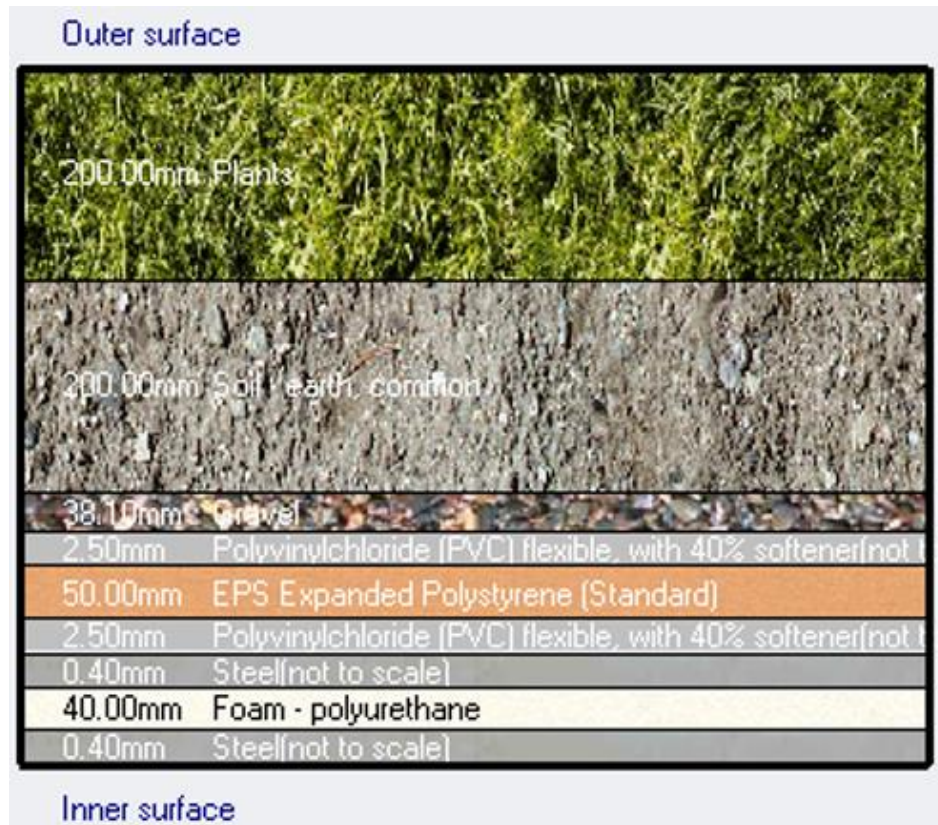 Outer surface
200.00mm Plants
200.00mm Soil - earth, common
38.10mm Gravel
2.50mm Polyvinylchloride (PVC) flexible, with 40% softener(not t
50.00mm EPS Expanded Polystyrene (Standard)
2.50mm Polyvinylchloride (PVC) flexible, with 40% softener(not t
0.40mm Steel(not to scale)
40.00mm Foam - polyurethane
0.40mm Steel(not to scale)
Inner surface